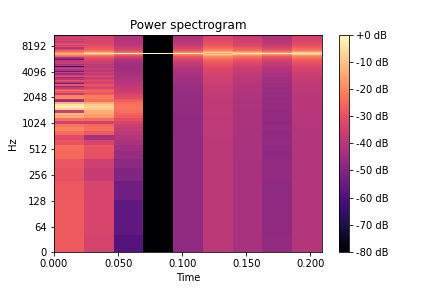 Power spectrogram
8192
4096
2048
1024
512
256
128
64
0
Hz
0.000 0.050 0.100 0.150 0.200
Time
+0 dB
-10 dB
-20 dB
-30 dB
-40 dB
-50 dB
-60 dB
-70 dB
-80 dB